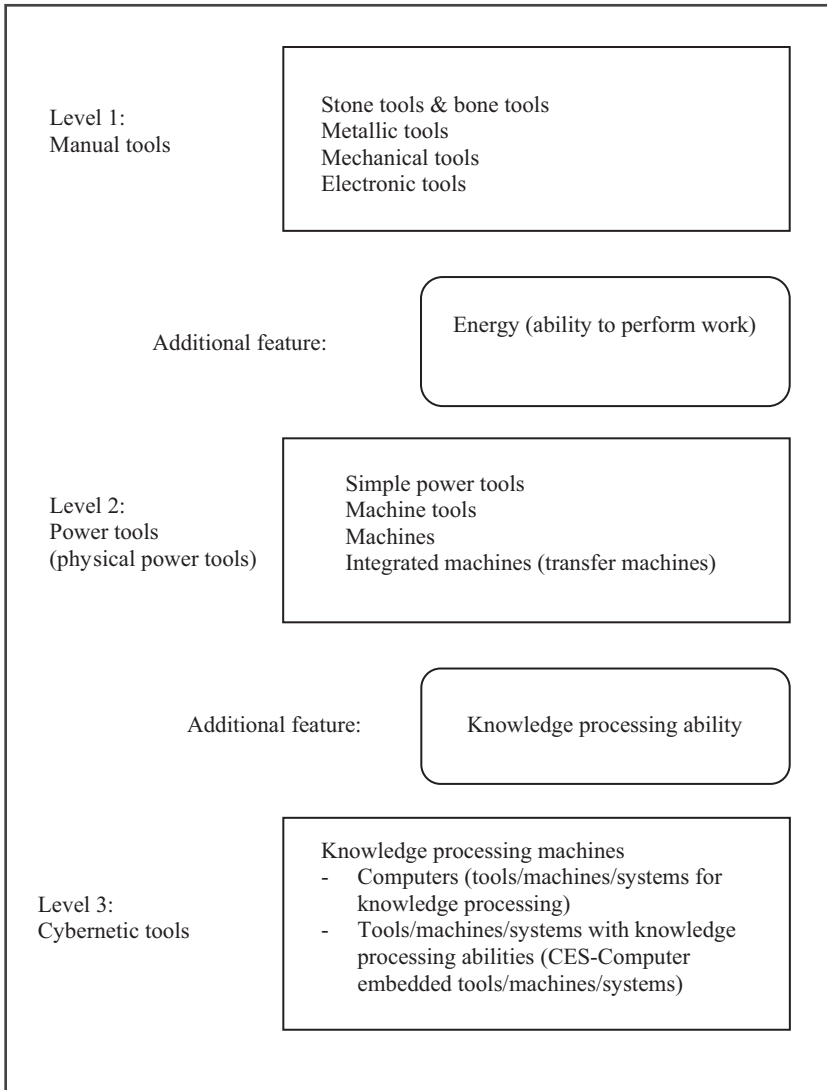 Level 1:
Manual tools
Stone tools & bone tools
Metallic tools
Mechanical tools
Electronic tools
Additional feature:
Energy (ability to perform work)
Level 2:
Power tools
(physical power tools)
Simple power tools
Machine tools
Machines
Integrated machines (transfer machines)
Additional feature:
Knowledge processing ability
Level 3:
Cybernetic tools
Knowledge processing machines
- Computers (tools/machines/systems for
knowledge processing)
- Tools/machines/systems with knowledge
processing abilities (CES-Computer
embedded tools/machines/systems)